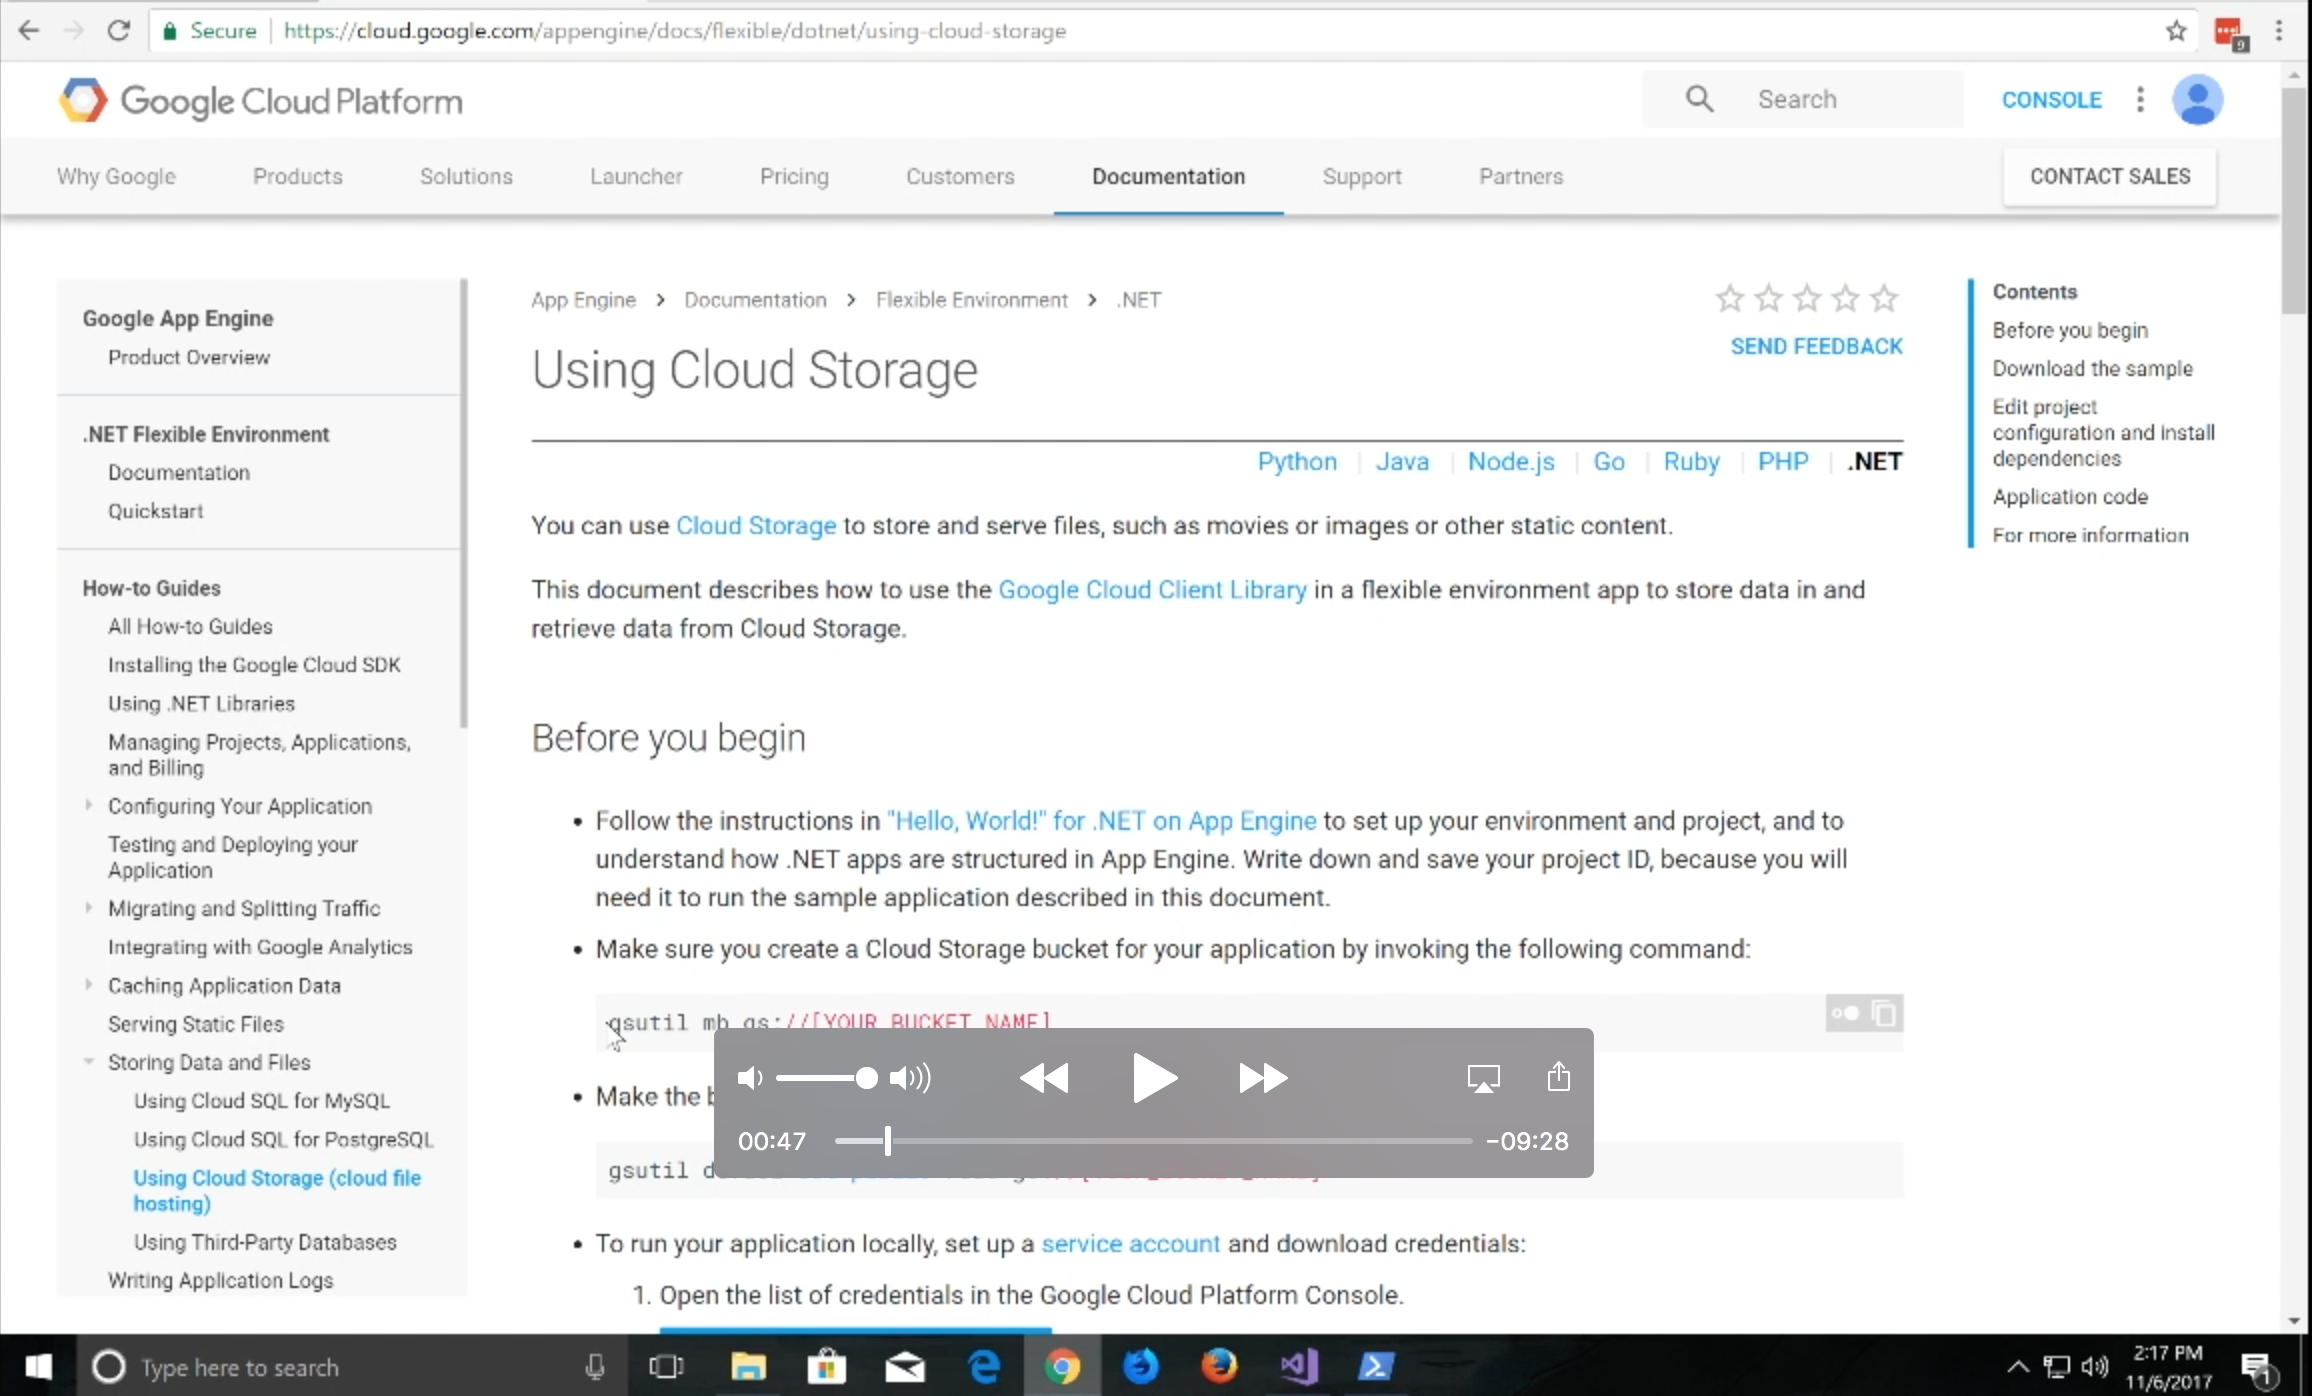 Secure
https://cloud.google.com/appengine/docs/flexible/dotnet/using-cloud-storage
9
Google Cloud Platform
Search
CONSOLE
Why Google
Products
Solutions
Launcher
Pricing
Customers
Documentation
Support
Partners
CONTACT SALES
Google App Engine
Product Overview
.NET Flexible Environment
Documentation
Quickstart
How-to Guides
All How-to Guides
Installing the Google Cloud SDK
Using .NET Libraries
Managing Projects, Applications,
and Billing
Configuring Your Application
Testing and Deploying your
Application
Migrating and Splitting Traffic
Integrating with Google Analytics
Caching Application Data
Serving Static Files
Storing Data and Files
Using Cloud SQL for MySQL
Using Cloud SQL for PostgreSQL
Using Cloud Storage (cloud file
hosting)
Using Third-Party Databases
Writing Application Logs
App Engine > Documentation > Flexible Environment > .NET
SEND FEEDBACK
Using Cloud Storage
Python | Java | Node.js | Go | Ruby | PHP | .NET
You can use Cloud Storage to store and serve files, such as movies or images or other static content.
This document describes how to use the Google Cloud Client Library in a flexible environment app to store data in and
retrieve data from Cloud Storage.
Before you begin
• Follow the instructions in "Hello, World!" for .NET on App Engine to set up your environment and project, and to
understand how .NET apps are structured in App Engine. Write down and save your project ID, because you will
need it to run the sample application described in this document.
• Make sure you create a Cloud Storage bucket for your application by invoking the following command:
gsutil mb gs://[YOUR_BUCKET_NAME]
• Make the
00:47
-09:28
gsutil
• To run your application locally, set up a service account and download credentials:
1. Open the list of credentials in the Google Cloud Platform Console.
Contents
Before you begin
Download the sample
Edit project
configuration and install
dependencies
Application code
For more information
Type here to search
2:17 PM
11/6/2017
1